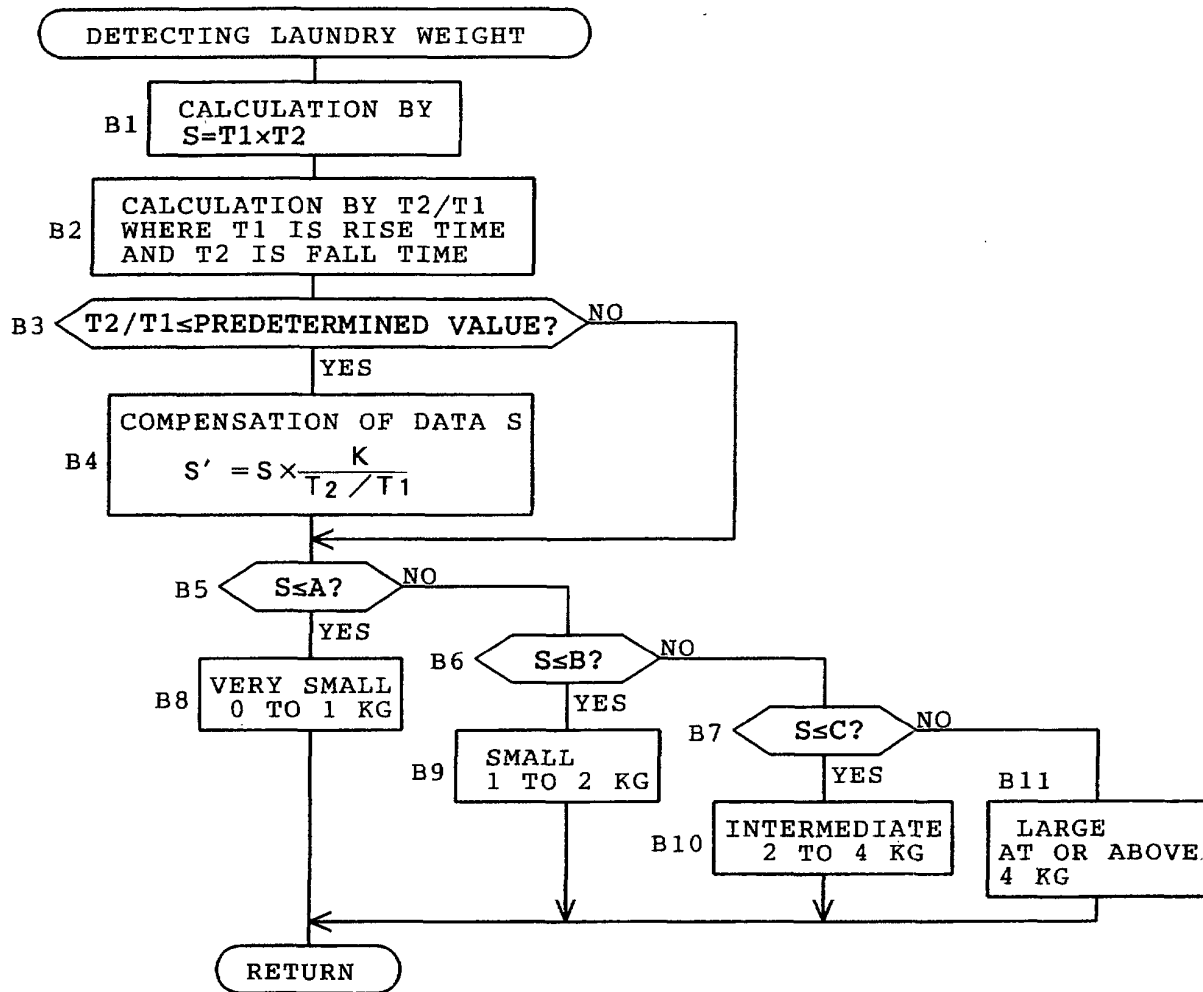 DETECTING LAUNDRY WEIGHT
B1
CALCULATION BY
S=T1×T2
B2
CALCULATION BY T2/T1
WHERE T1 IS RISE TIME
AND T2 IS FALL TIME
B3
T2/T1≤PREDETERMINED VALUE?
NO
YES
B4
COMPENSATION OF DATA S
S' = S × K / T2/T1
B5
S≤A?
NO
YES
B6
S≤B?
NO
YES
B7
S≤C?
NO
YES
B8
VERY SMALL
0 TO 1 KG
B9
SMALL
1 TO 2 KG
B10
INTERMEDIATE
2 TO 4 KG
B11
LARGE
AT OR ABOVE
4 KG
RETURN